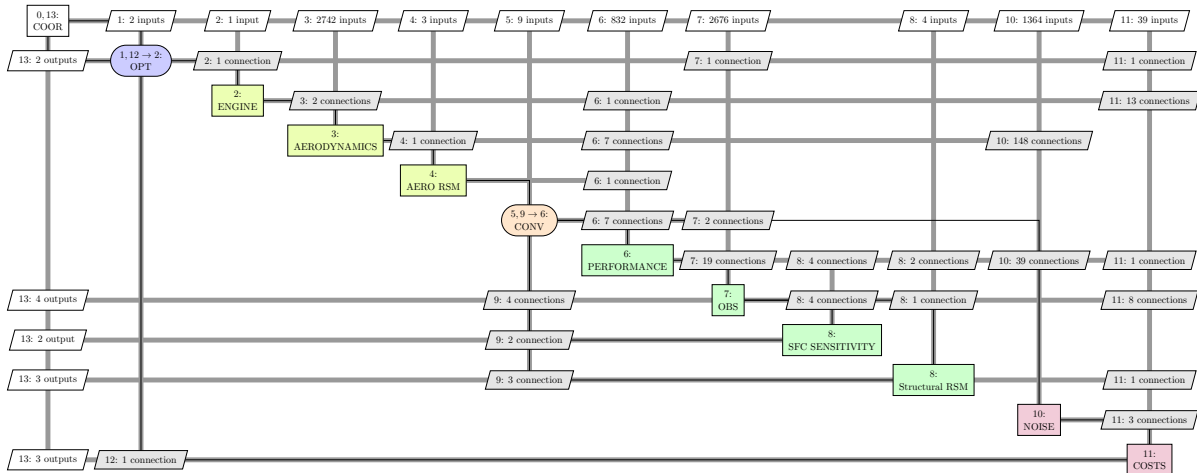 0, 13:
COOR
1: 2 inputs
2: 1 input
3: 2742 inputs
4: 3 inputs
5: 9 inputs
6: 832 inputs
7: 2676 inputs
8: 4 inputs
10: 1364 inputs
11: 39 inputs
13: 2 outputs
1, 12 → 2:
OPT
2: 1 connection
7: 1 connection
11: 1 connection
2:
ENGINE
3: 2 connections
6: 1 connection
11: 13 connections
3:
AERODYNAMICS
4: 1 connection
6: 7 connections
10: 148 connections
4:
AERO RSM
6: 1 connection
5, 9 → 6:
CONV
6: 7 connections
7: 2 connections
6:
PERFORMANCE
7: 19 connections
8: 4 connections
8: 2 connections
10: 39 connections
11: 1 connection
13: 4 outputs
9: 4 connections
7:
OBS
8: 4 connections
8: 1 connection
11: 8 connections
13: 2 output
9: 2 connection
8:
SFC SENSITIVITY
13: 3 outputs
9: 3 connection
8:
Structural RSM
11: 1 connection
10:
NOISE
11: 3 connections
13: 3 outputs
12: 1 connection
11:
COSTS